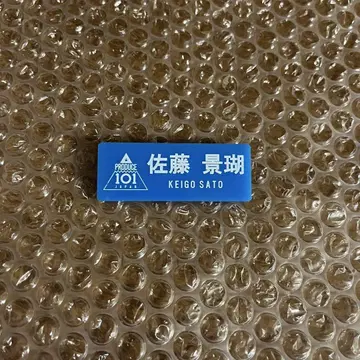 PRODUCE
101
JAPAN
佐藤 景瑚
KEIGO SATO